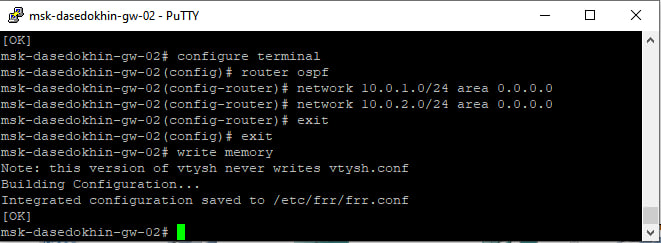 msk-dasedokhin-gw-02 - PuTTY
[OK]
msk-dasedokhin-gw-02# configure terminal
msk-dasedokhin-gw-02(config)# router ospf
msk-dasedokhin-gw-02(config-router)# network 10.0.1.0/24 area 0.0.0.0
msk-dasedokhin-gw-02(config-router)# network 10.0.2.0/24 area 0.0.0.0
msk-dasedokhin-gw-02(config-router)# exit
msk-dasedokhin-gw-02(config)# exit
msk-dasedokhin-gw-02# write memory
Note: this version of vtysh never writes vtysh.conf
Building Configuration...
Integrated configuration saved to /etc/frr/frr.conf
[OK]
msk-dasedokhin-gw-02#